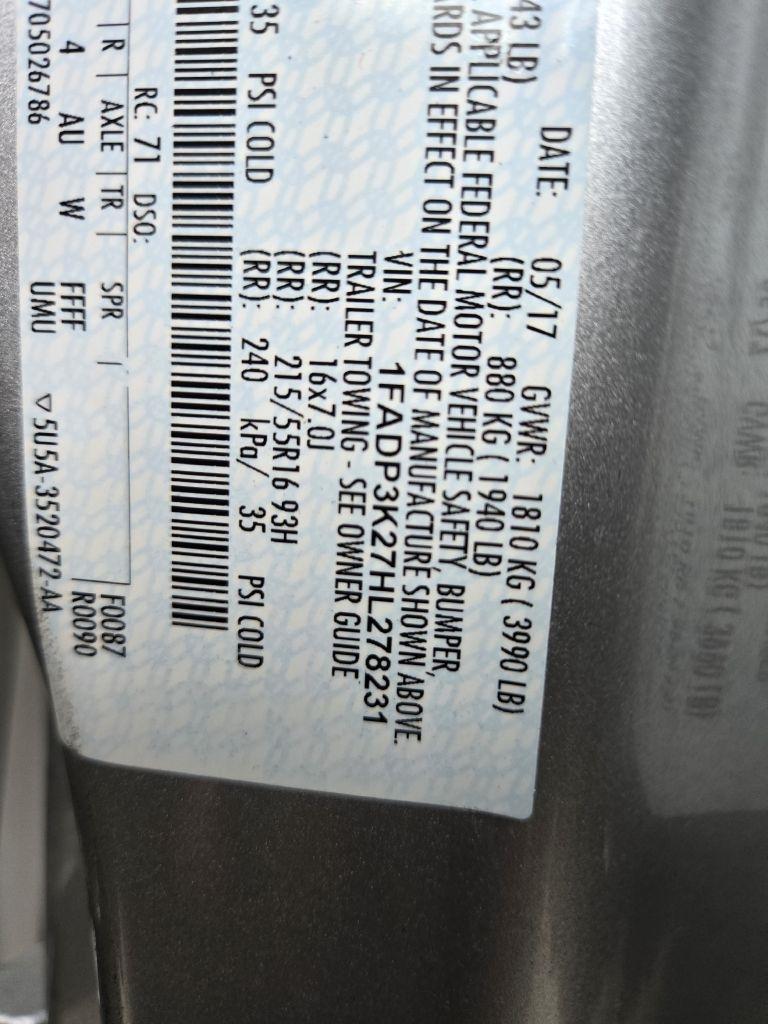 DATE: 05/17 GVWR: 1810 KG ( 3990 LB)
43 LB) (RR): 880 KG ( 1940 LB)
APPLICABLE FEDERAL MOTOR VEHICLE SAFETY, BUMPER,
RDS IN EFFECT ON THE DATE OF MANUFACTURE SHOWN ABOVE.
VIN: 1FADP3K27HL278231
TRAILER TOWING - SEE OWNER GUIDE
(RR): 16x7.0J
(RR): 215/55R16 93H
35 PSI COLD (RR): 240 kPa/ 35 PSI COLD
RC: 71 DSO:
R | AXLE | TR | SPR | F0087
4 AU W FFFF R0090
705026786 UMU ▽5U5A-3520472-AA